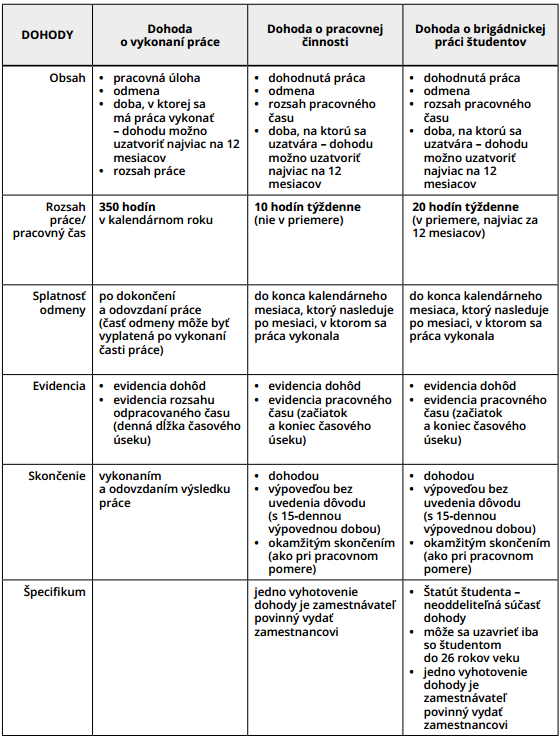 DOHODY
Dohoda
o vykonaní práce
Dohoda o pracovnej
činnosti
Dohoda o brigádnickej
práci študentov
Obsah
• pracovná úloha
• odmena
• doba, v ktorej sa
má práca vykonať
– dohodu možno
uzatvoriť najviac na 12
mesiacov
• rozsah práce
• dohodnutá práca
• odmena
• rozsah pracovného
času
• doba, na ktorú sa
uzatvára – dohodu
možno uzatvoriť
najviac na 12
mesiacov
• dohodnutá práca
• odmena
• rozsah pracovného
času
• doba, na ktorú sa
uzatvára – dohodu
možno uzatvoriť
najviac na 12
mesiacov
Rozsah
práce/
pracovný čas
350 hodín
v kalendárnom roku
10 hodín týždenne
(nie v priemere)
20 hodín týždenne
(v priemere, najviac za
12 mesiacov)
Splatnosť
odmeny
po dokončení
a odovzdaní práce
(časť odmeny môže byť
vyplatená po vykonaní
časti práce)
do konca kalendárneho
mesiaca, ktorý nasleduje
po mesiaci, v ktorom sa
práca vykonala
do konca kalendárneho
mesiaca, ktorý nasleduje
po mesiaci, v ktorom sa
práca vykonala
Evidencia
• evidencia dohôd
• evidencia rozsahu
odpracovaného času
(denná dĺžka časového
úseku)
• evidencia dohôd
• evidencia pracovného
času (začiatok
a koniec časového
úseku)
• evidencia dohôd
• evidencia pracovného
času (začiatok
a koniec časového
úseku)
Skončenie
vykonaním
a odovzdaním výsledku
práce
• dohodou
• výpoveďou bez
uvedenia dôvodu
(s 15-dennou
výpovednou dobou)
• okamžitým skončením
(ako pri pracovnom
pomere)
• dohodou
• výpoveďou bez
uvedenia dôvodu
(s 15-dennou
výpovednou dobou)
• okamžitým skončením
(ako pri pracovnom
pomere)
Špecifikum
jedno vyhotovenie
dohody je zamestnávateľ
povinný vydať
zamestnancovi
• Štatút študenta –
neoddeliteľná súčasť
dohody
• môže sa uzavrieť iba
so študentom
do 26 rokov veku
• jedno vyhotovenie
dohody je
zamestnávateľ
povinný vydať
zamestnancovi